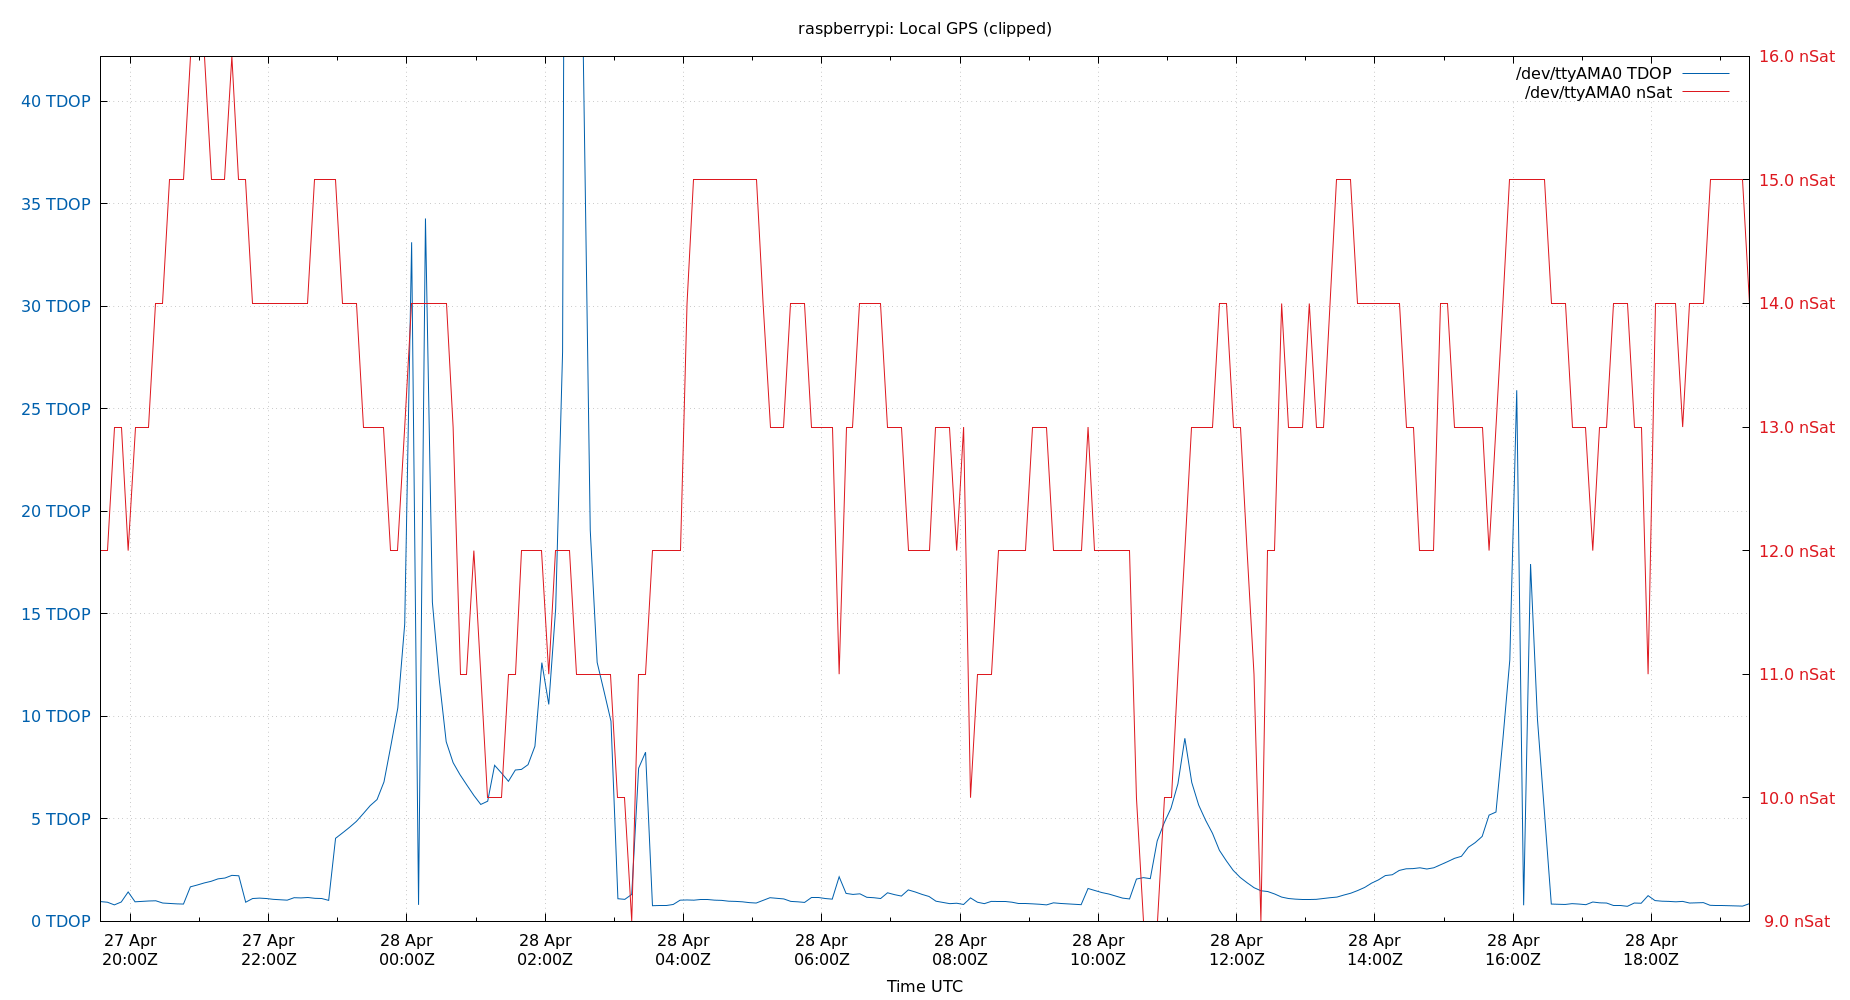 raspberrypi: Local GPS (clipped)
/dev/ttyAMA0 TDOP
/dev/ttyAMA0 nSat
40 TDOP
35 TDOP
30 TDOP
25 TDOP
20 TDOP
15 TDOP
10 TDOP
5 TDOP
0 TDOP
16.0 nSat
15.0 nSat
14.0 nSat
13.0 nSat
12.0 nSat
11.0 nSat
10.0 nSat
9.0 nSat
27 Apr
20:00Z
27 Apr
22:00Z
28 Apr
00:00Z
28 Apr
02:00Z
28 Apr
04:00Z
28 Apr
06:00Z
28 Apr
08:00Z
28 Apr
10:00Z
28 Apr
12:00Z
28 Apr
14:00Z
28 Apr
16:00Z
28 Apr
18:00Z
Time UTC